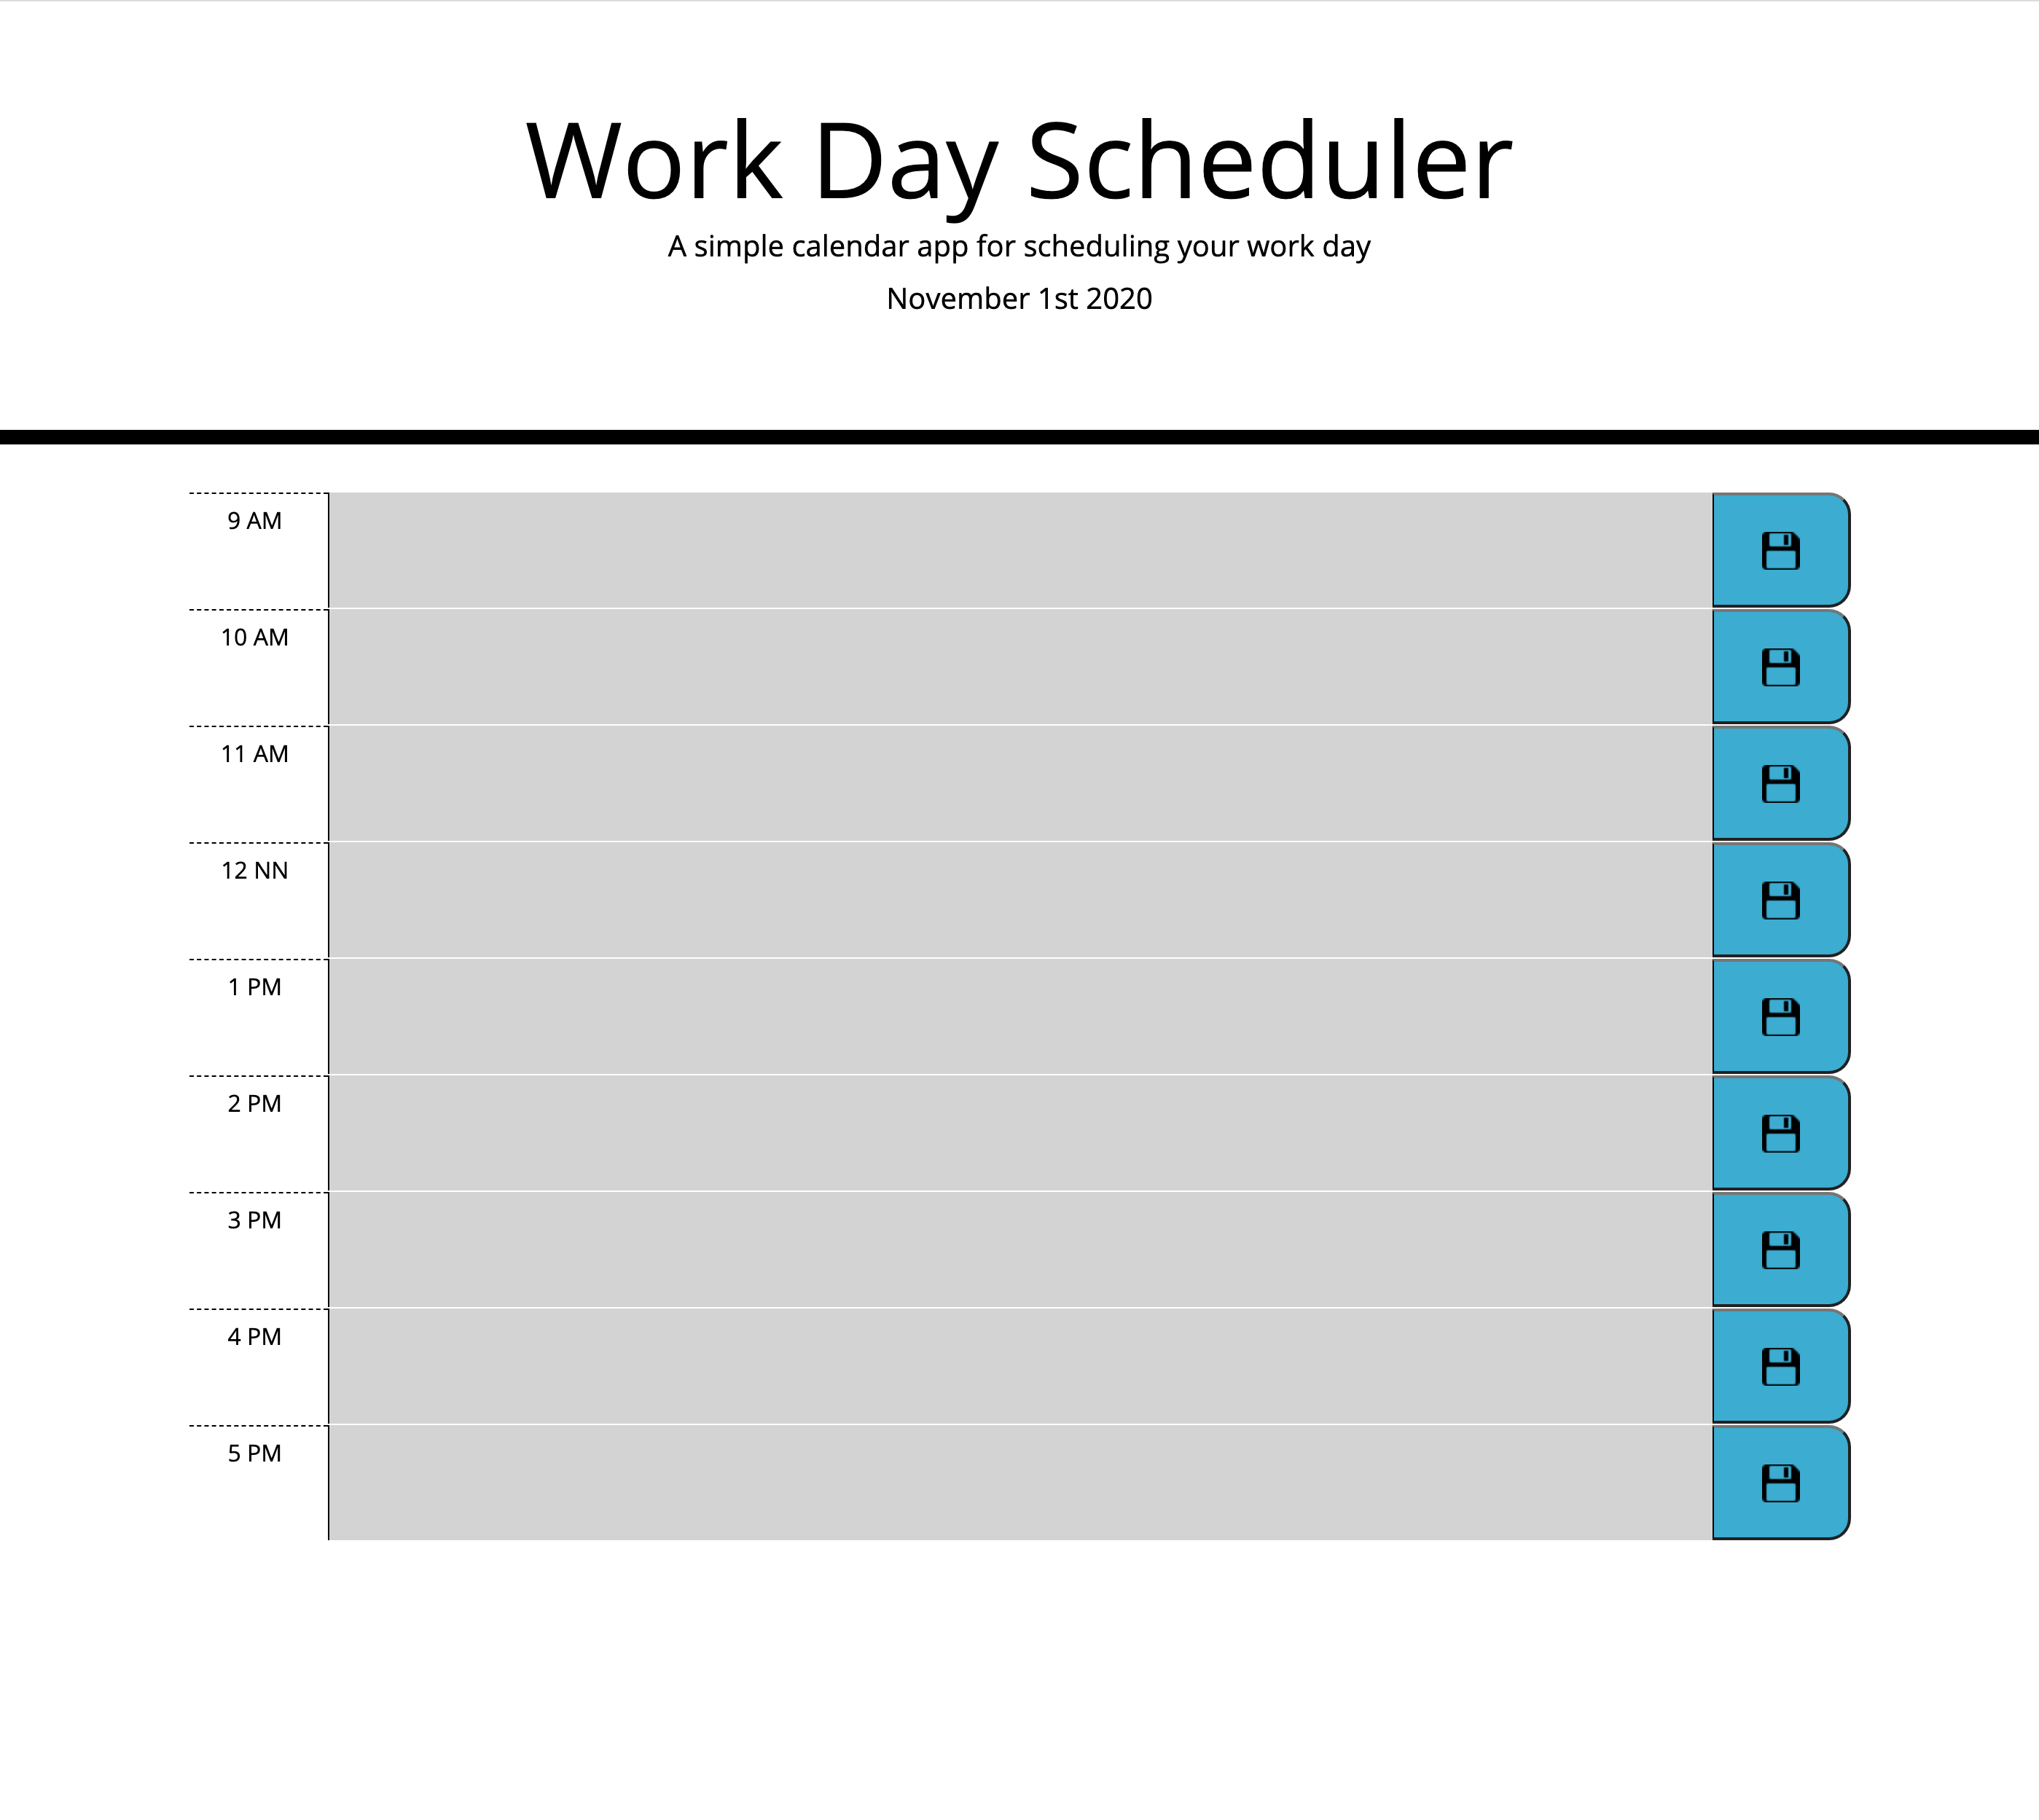 Work Day Scheduler
A simple calendar app for scheduling your work day
November 1st 2020
9 AM
10 AM
11 AM
12 NN
1 PM
2 PM
3 PM
4 PM
5 PM